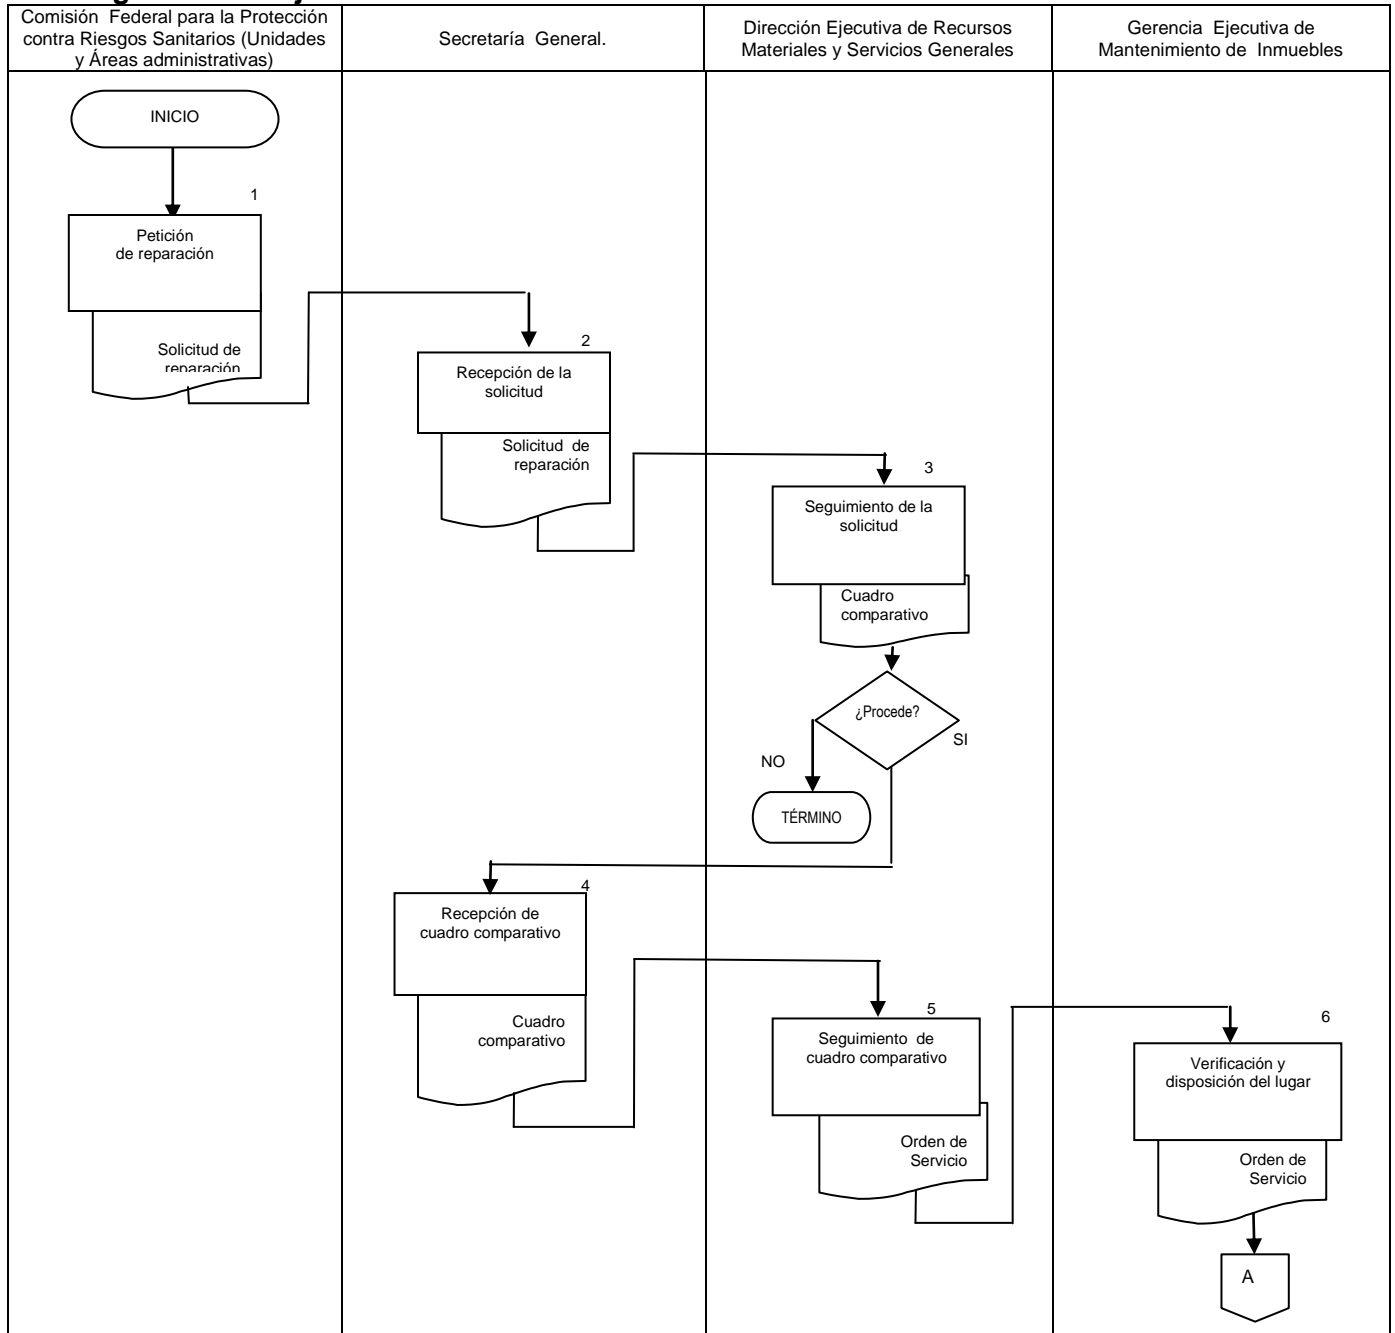 Comisión Federal para la Protección
contra Riesgos Sanitarios (Unidades
y Áreas administrativas)
Secretaría General.
Dirección Ejecutiva de Recursos
Materiales y Servicios Generales
Gerencia Ejecutiva de
Mantenimiento de Inmuebles
INICIO
1
Petición
de reparación
Solicitud de
reparación
2
Recepción de la
solicitud
Solicitud de
reparación
3
Seguimiento de la
solicitud
Cuadro
comparativo
¿Procede?
SI
NO
TÉRMINO
4
Recepción de
cuadro comparativo
Cuadro
comparativo
5
Seguimiento de
cuadro comparativo
Orden de
Servicio
6
Verificación y
disposición del lugar
Orden de
Servicio
A